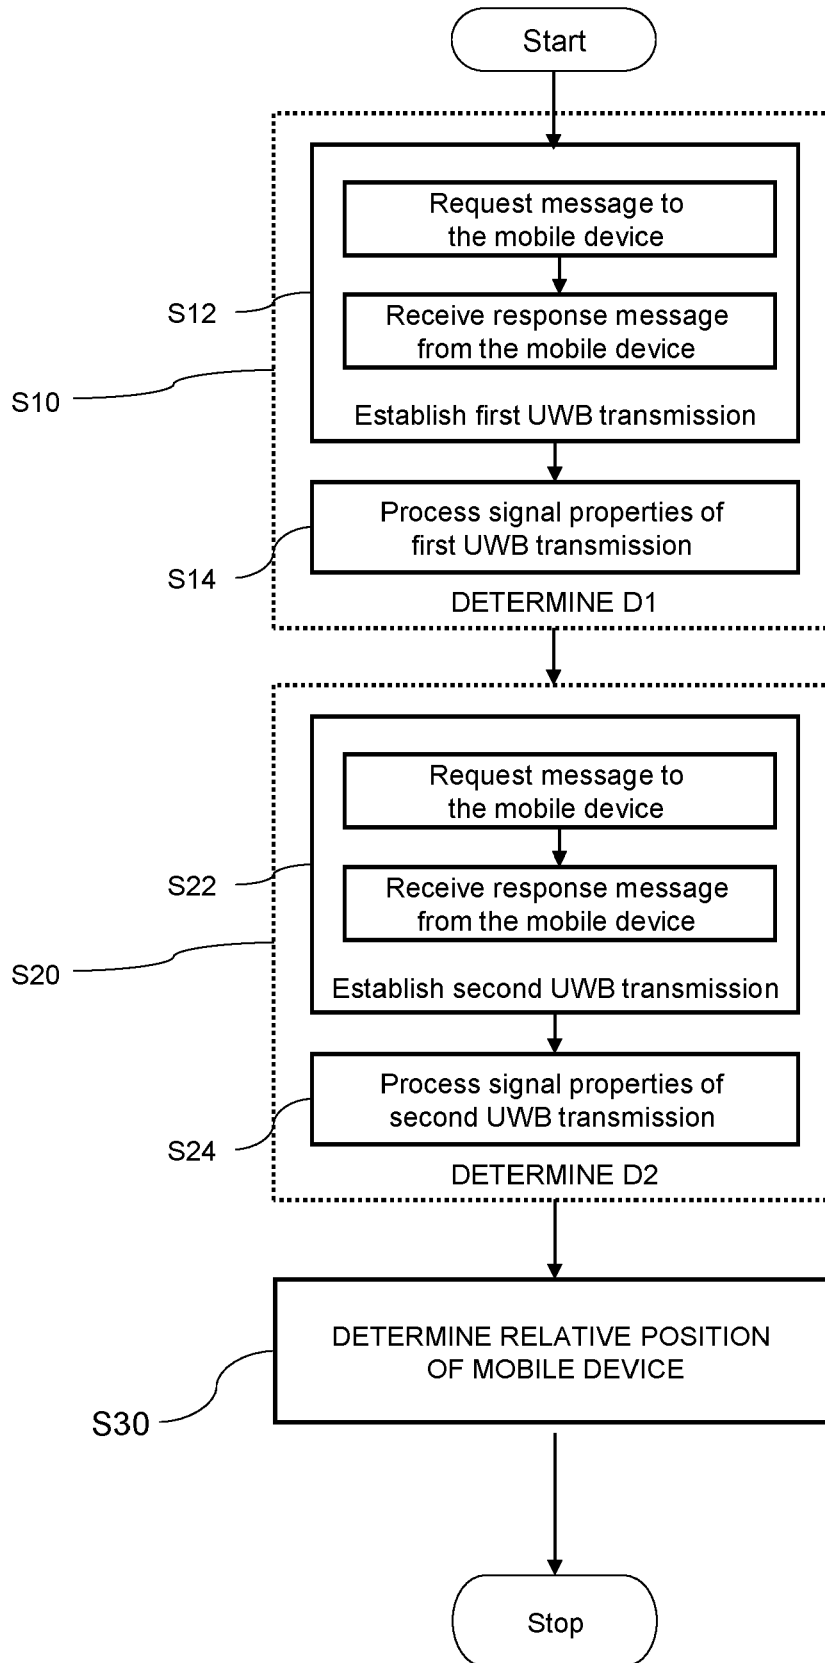 Start
Request message to
the mobile device
S12
Receive response message
from the mobile device
S10
Establish first UWB transmission
Process signal properties of
first UWB transmission
S14
DETERMINE D1
Request message to
the mobile device
S22
Receive response message
from the mobile device
S20
Establish second UWB transmission
Process signal properties of
second UWB transmission
S24
DETERMINE D2
DETERMINE RELATIVE POSITION
OF MOBILE DEVICE
S30
Stop